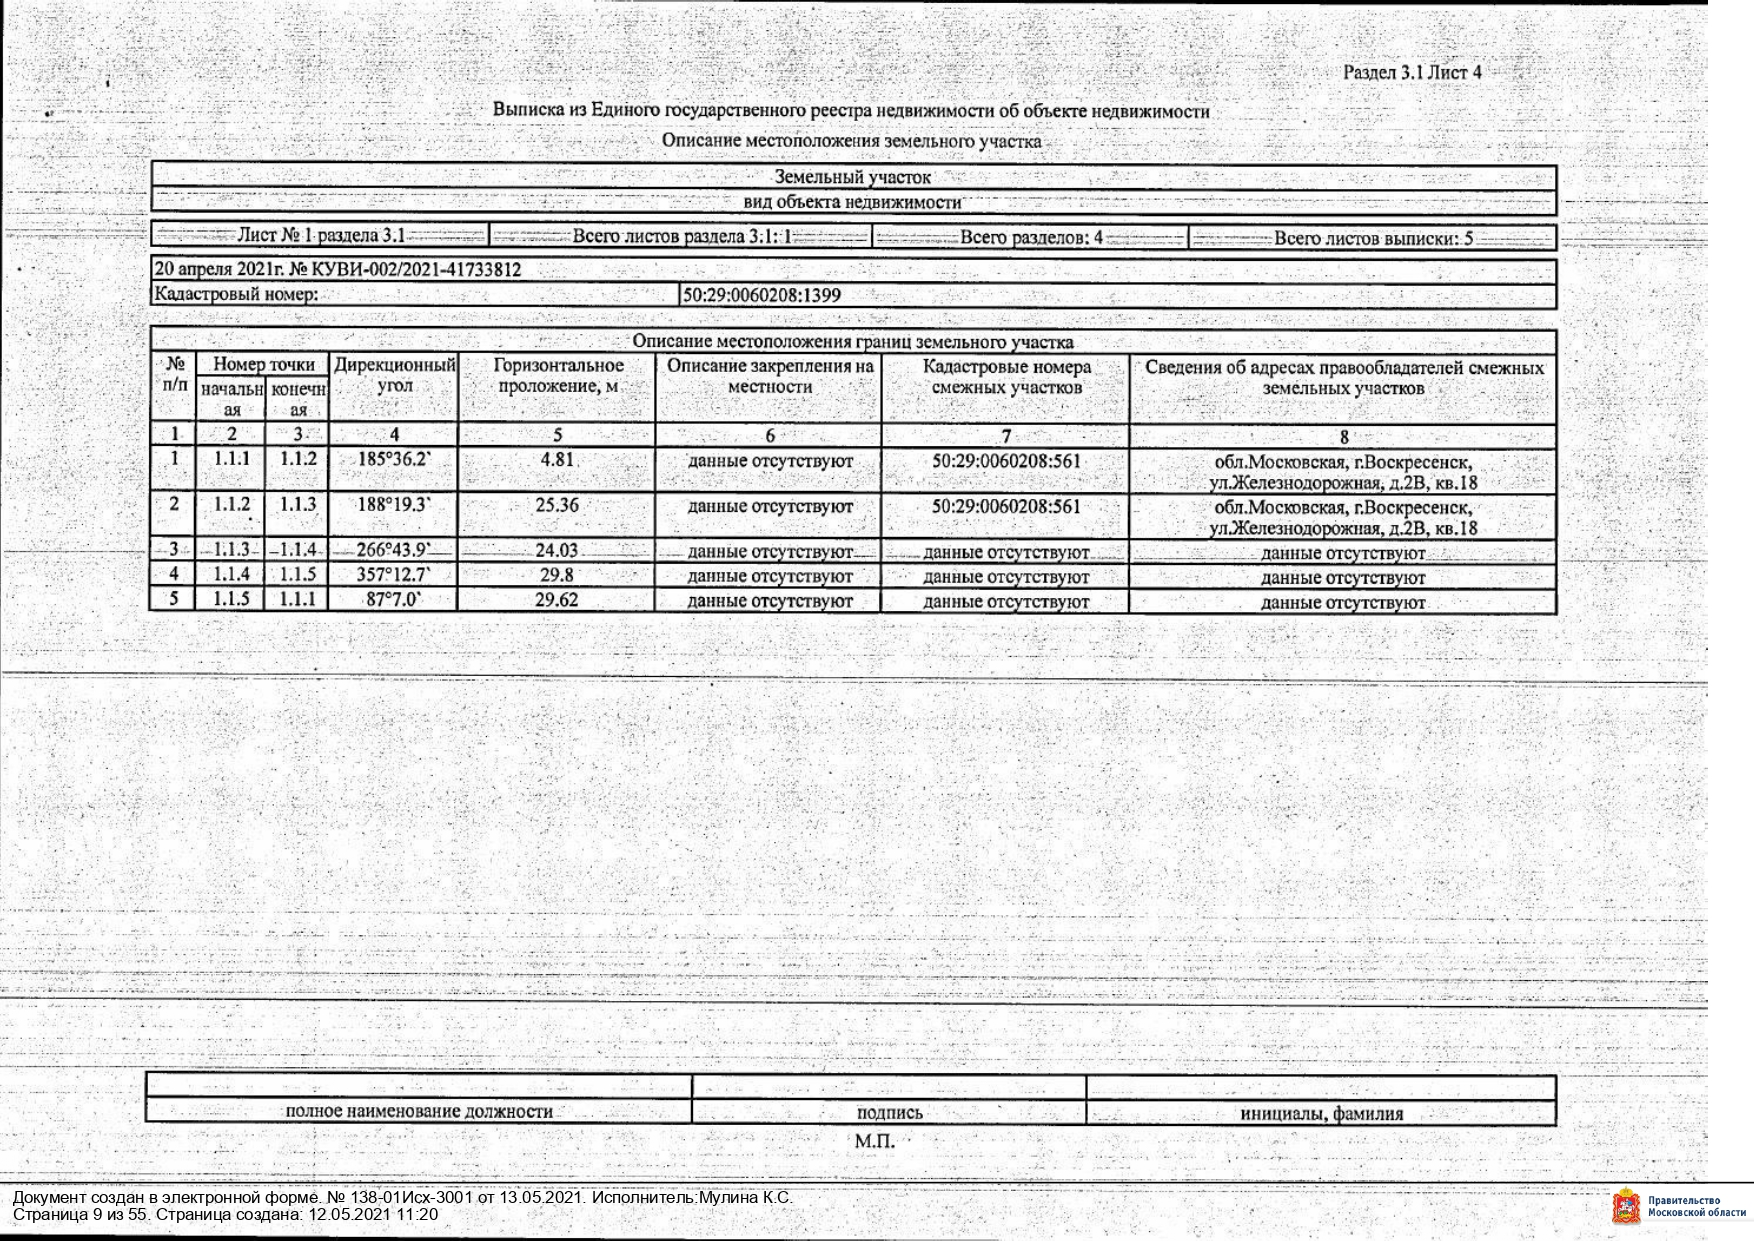 Раздел 3.1 Лист 4
Выписка из Единого государственного реестра недвижимости об объекте недвижимости
Описание местоположения земельного участка
Земельный участок
вид объекта недвижимости
Лист № 1 раздела 3.1 Всего листов раздела 3.1: 1 Всего разделов: 4 Всего листов выписки: 5
20 апреля 2021г. № КУВИ-002/2021-41733812
Кадастровый номер: 50:29:0060208:1399
Описание местоположения границ земельного участка
№ Номер точки Дирекционный Горизонтальное Описание закрепления на Кадастровые номера Сведения об адресах правообладателей смежных
п/п начальн конечн угол проложение, м местности смежных участков земельных участков
ая ая
1 2 3 4 5 6 7 8
1 1.1.1 1.1.2 185°36.2` 4.81 данные отсутствуют 50:29:0060208:561 обл.Московская, г.Воскресенск,
ул.Железнодорожная, д.2В, кв.18
2 1.1.2 1.1.3 188°19.3` 25.36 данные отсутствуют 50:29:0060208:561 обл.Московская, г.Воскресенск,
ул.Железнодорожная, д.2В, кв.18
3 1.1.3 1.1.4 266°43.9` 24.03 данные отсутствуют данные отсутствуют данные отсутствуют
4 1.1.4 1.1.5 357°12.7` 29.8 данные отсутствуют данные отсутствуют данные отсутствуют
5 1.1.5 1.1.1 87°7.0` 29.62 данные отсутствуют данные отсутствуют данные отсутствуют
полное наименование должности подпись инициалы, фамилия
М.П.
Документ создан в электронной форме. № 138-01Исх-3001 от 13.05.2021. Исполнитель:Мулина К.С.
Страница 9 из 55. Страница создана: 12.05.2021 11:20
Правительство
Московской области